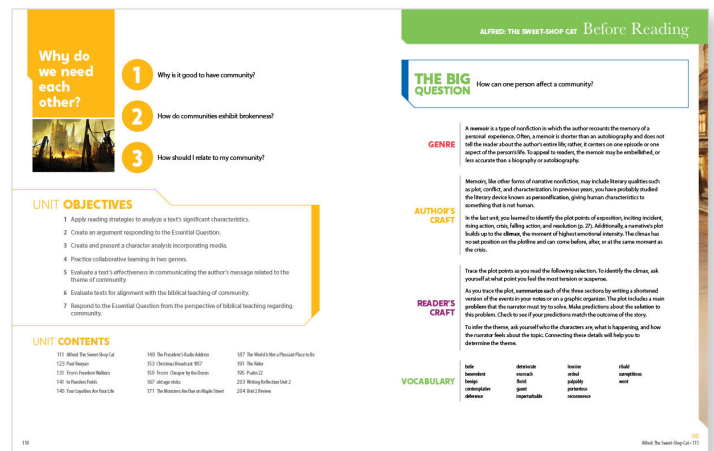 Why do
we need
each
other?
1 Why is it good to have community?
2 How do communities exhibit brokenness?
3 How should I relate to my community?
UNIT OBJECTIVES
1 Apply reading strategies to analyze a text's significant characteristics.
2 Create an argument responding to the Essential Question.
3 Create and present a character analysis incorporating media.
4 Practice collaborative learning in two genres.
5 Evaluate a text's effectiveness in communicating the author's message related to the
theme of community.
6 Evaluate texts for alignment with the biblical teaching of community.
7 Respond to the Essential Question from the perspective of biblical teaching regarding
community.
UNIT CONTENTS
111 Alfred: The Sweet-Shop Cat
123 Paul Bunyan
131 From Freedom Walkers
141 In Flanders Fields
145 Your Loyalties Are Your Life
149 The President's Radio Address
153 Christmas Broadcast 1957
159 From Cheaper by the Dozen
167 old age sticks
171 The Monsters Are Due on Maple Street
187 The World Is Not a Pleasant Place to Be
191 The Rider
195 Psalm 22
203 Writing Reflection Unit 2
204 Unit 2 Review
110
ALFRED: THE SWEET-SHOP CAT Before Reading
THE BIG
QUESTION
How can one person affect a community?
GENRE
A memoir is a type of nonfiction in which the author recounts the memory of a
personal experience. Often, a memoir is shorter than an autobiography and does not
tell the reader about the author's entire life; rather, it centers on one episode or one
aspect of the person's life. To appeal to readers, the memoir may be embellished, or
less accurate than a biography or autobiography.
AUTHOR'S
CRAFT
Memoirs, like other forms of narrative nonfiction, may include literary qualities such
as plot, conflict, and characterization. In previous years, you have probably studied
the literary device known as personification, giving human characteristics to
something that is not human.
In the last unit, you learned to identify the plot points of exposition, inciting incident,
rising action, crisis, falling action, and resolution (p. 27). Additionally, a narrative's plot
builds up to the climax, the moment of highest emotional intensity. The climax has
no set position on the plotline and can come before, after, or at the same moment as
the crisis.
READER'S
CRAFT
Trace the plot points as you read the following selection. To identify the climax, ask
yourself at what point you feel the most tension or suspense.
As you trace the plot, summarize each of the three sections by writing a shortened
version of the events in your notes or on a graphic organizer. The plot includes a main
problem that the narrator must try to solve. Make predictions about the solution to
this problem. Check to see if your predictions match the outcome of the story.
To infer the theme, ask yourself who the characters are, what is happening, and how
the narrator feels about the topic. Connecting these details will help you to
determine the theme.
VOCABULARY
belie
benevolent
benign
contemplative
deference
deteriorate
encroach
florid
gaunt
imperturbable
leonine
ordeal
palpably
portentous
recommence
ribald
surreptitious
wont
1/2
Alfred: The Sweet-Shop Cat • 111